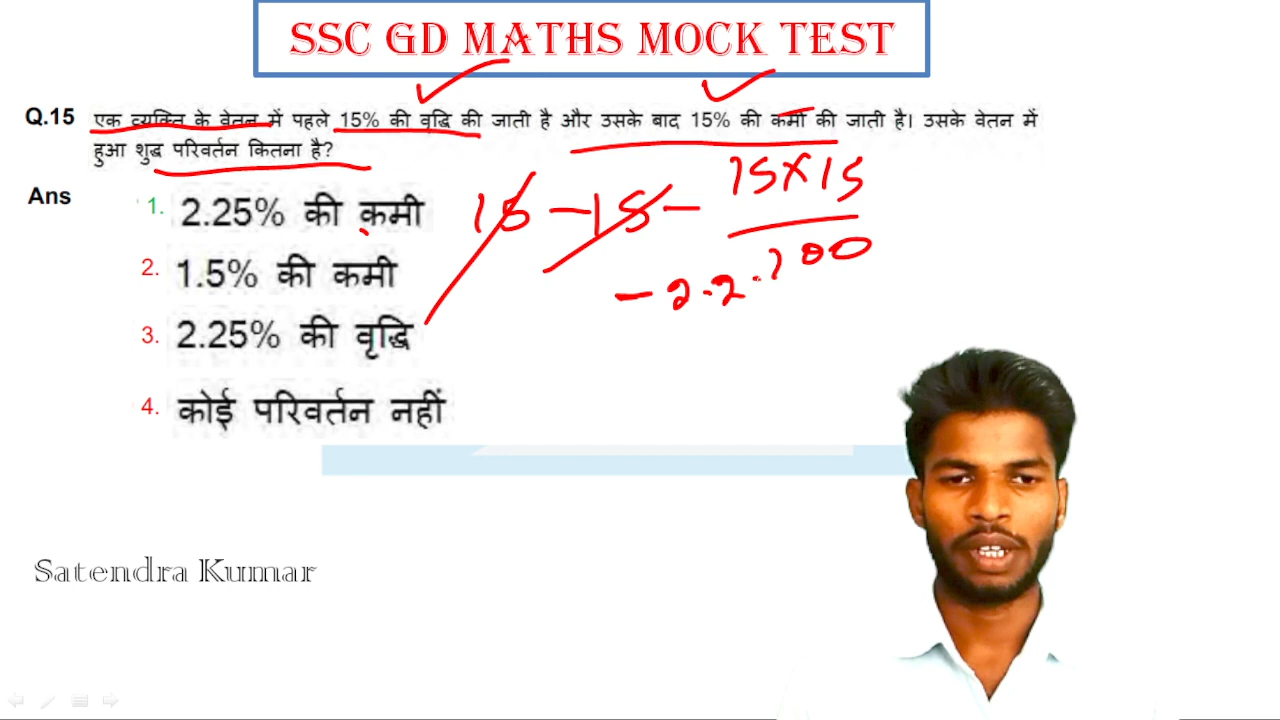 SSC GD MATHS MOCK TEST
Q.15 एक व्यक्ति के वेतन में पहले 15% की वृद्धि की जाती है और उसके बाद 15% की कमी की जाती है। उसके वेतन में
हुआ शुद्ध परिवर्तन कितना है?
Ans
1. 2.25% की कमी
2. 1.5% की कमी
3. 2.25% की वृद्धि
4. कोई परिवर्तन नहीं
15 - 15 - 15 × 15
100
- 2.2
Satendra Kumar